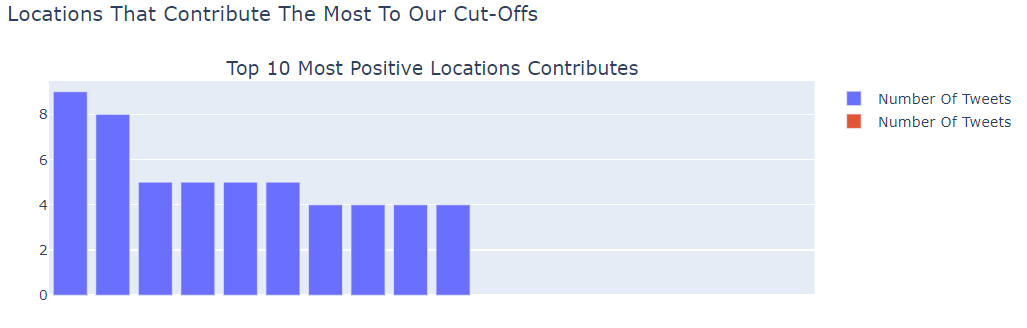 Locations That Contribute The Most To Our Cut-Offs
Top 10 Most Positive Locations Contributes
Number Of Tweets
Number Of Tweets
8
6
4
2
0